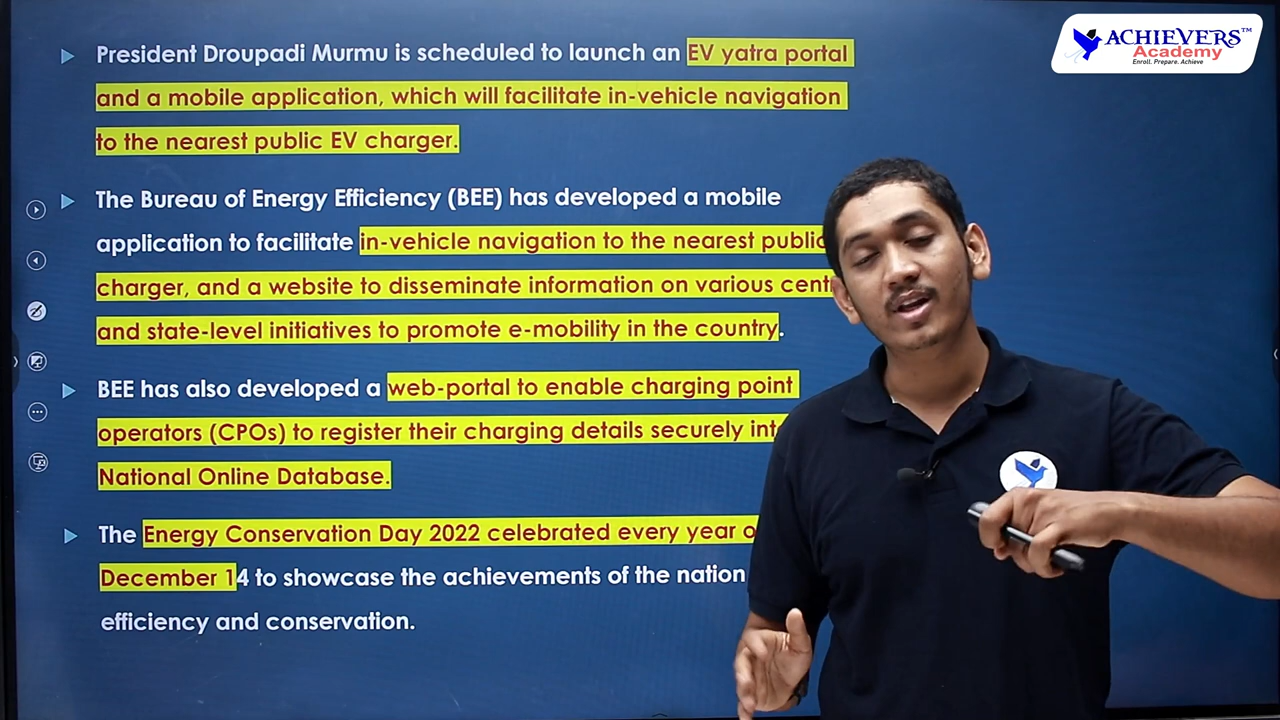 ACHIEVERS™
Academy
Enroll. Prepare. Achieve
President Droupadi Murmu is scheduled to launch an EV yatra portal
and a mobile application, which will facilitate in-vehicle navigation
to the nearest public EV charger.
The Bureau of Energy Efficiency (BEE) has developed a mobile
application to facilitate in-vehicle navigation to the nearest public
charger, and a website to disseminate information on various
and state-level initiatives to promote e-mobility in the country.
BEE has also developed a web-portal to enable charging point
operators (CPOs) to register their charging details securely
National Online Database.
The Energy Conservation Day 2022 celebrated every year
December 14 to showcase the achievements of the nation
efficiency and conservation.